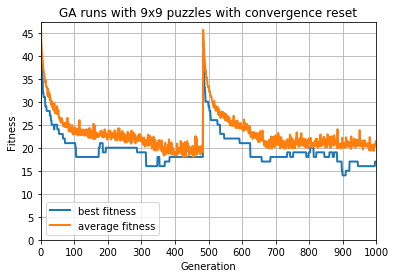 GA runs with 9x9 puzzles with convergence reset
45
40
35
30
25
20
15
10
5
0
Fitness
best fitness
average fitness
0 100 200 300 400 500 600 700 800 900 1000
Generation